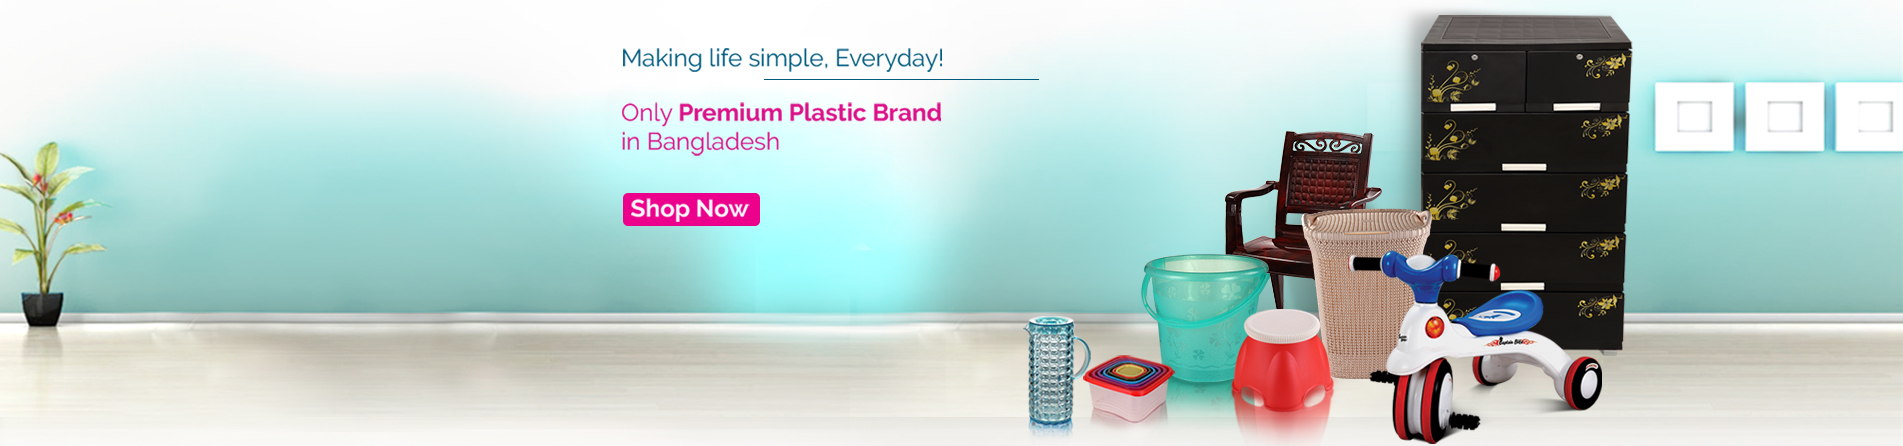 Making life simple, Everyday!
Only Premium Plastic Brand
in Bangladesh
Shop Now